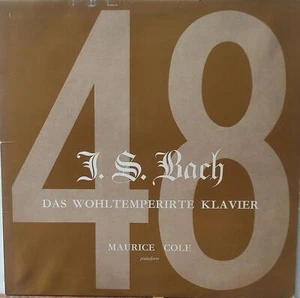 48
J. S. Bach
DAS WOHLTEMPERIRTE KLAVIER
MAURICE COLE
pianoforte